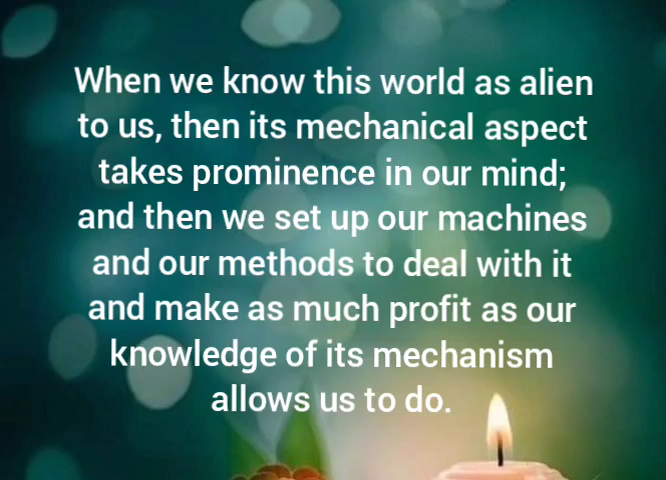 When we know this world as alien
to us, then its mechanical aspect
takes prominence in our mind;
and then we set up our machines
and our methods to deal with it
and make as much profit as our
knowledge of its mechanism
allows us to do.